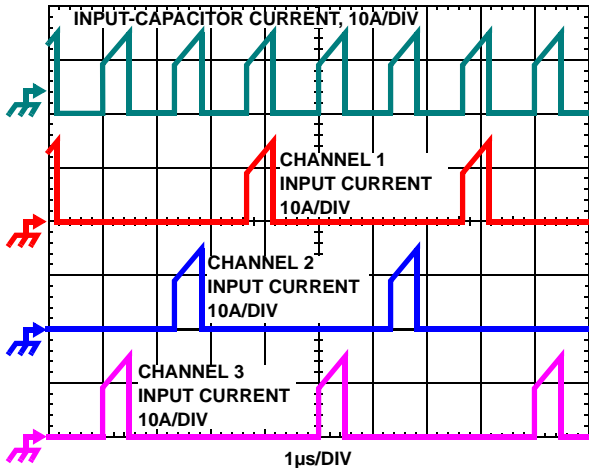 INPUT-CAPACITOR CURRENT, 10A/DIV
CHANNEL 1
INPUT CURRENT
10A/DIV
CHANNEL 2
INPUT CURRENT
10A/DIV
CHANNEL 3
INPUT CURRENT
10A/DIV
1µs/DIV